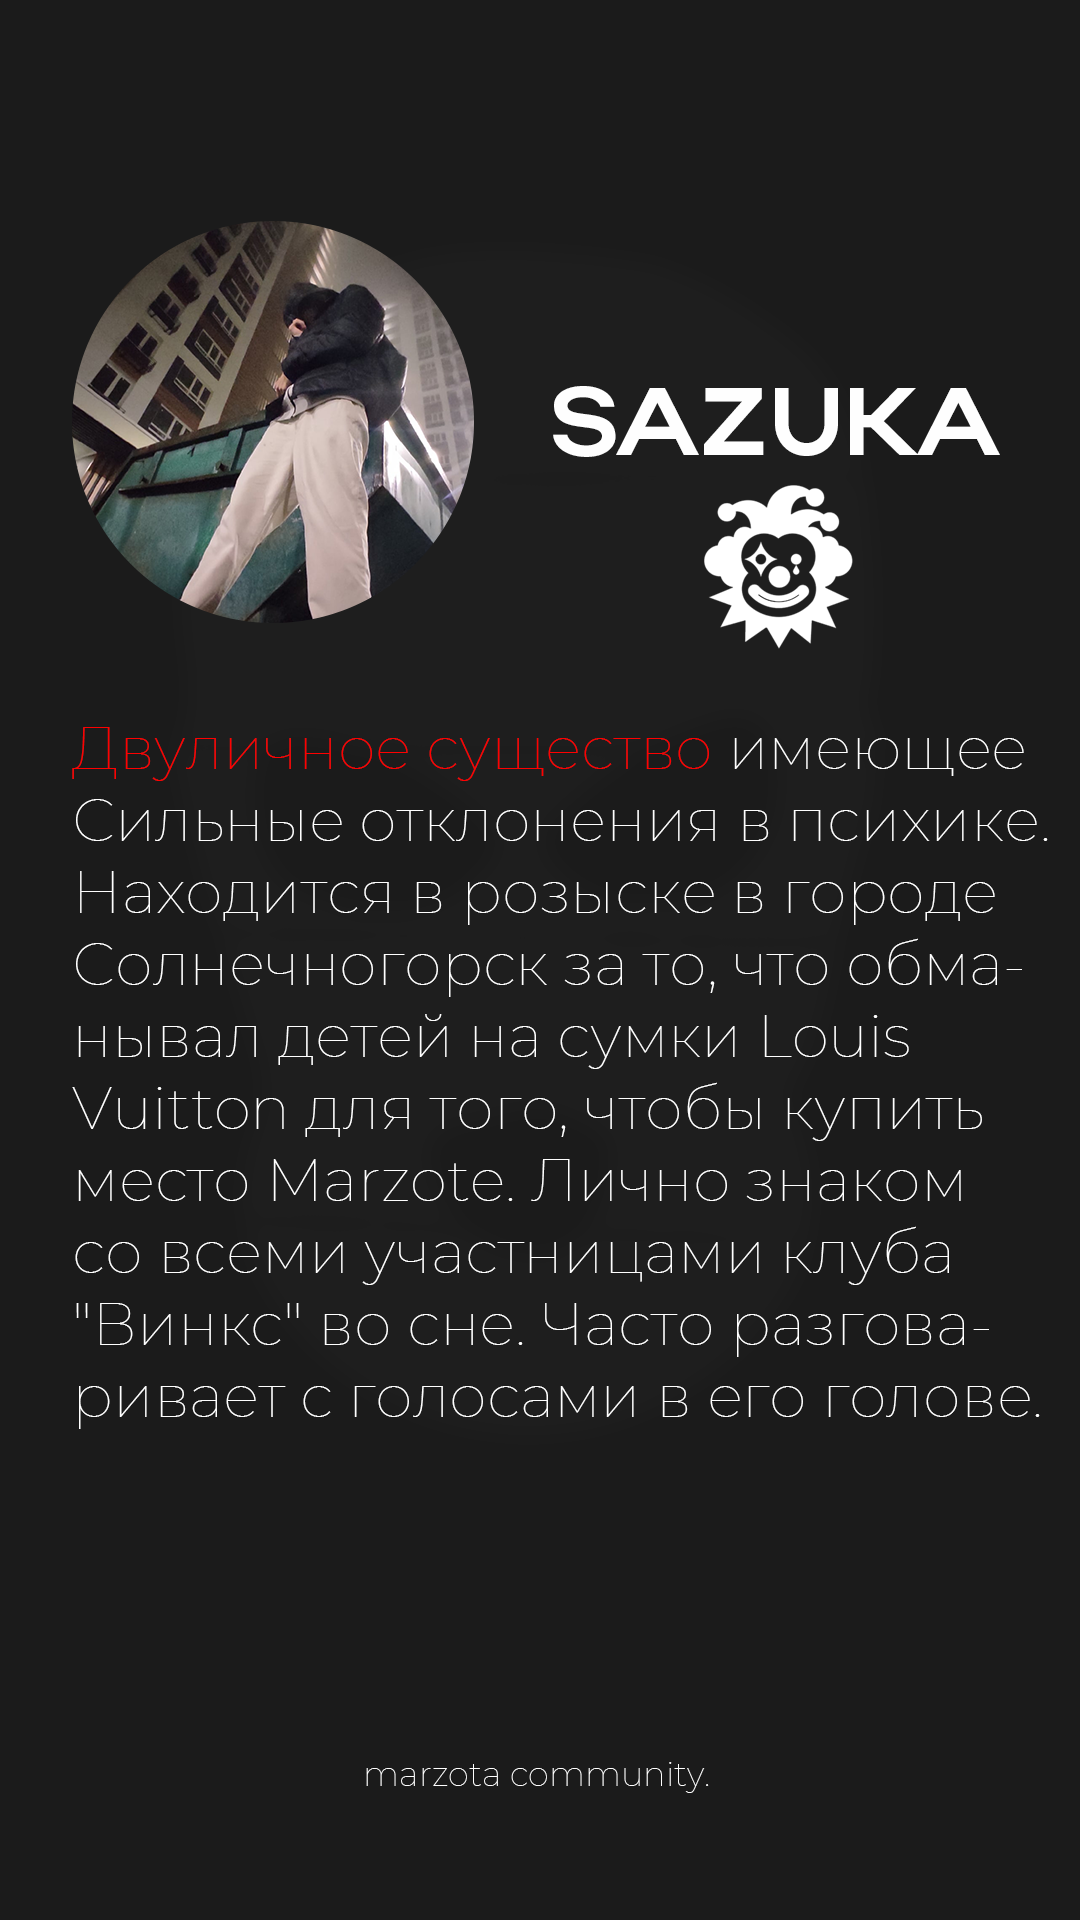 SAZUKA
Двуличное существо имеющее
Сильные отклонения в психике.
Находится в розыске в городе
Солнечногорск за то, что обма-
нывал детей на сумки Louis
Vuitton для того, чтобы купить
место Marzote. Лично знаком
со всеми участницами клуба
"Винкс" во сне. Часто разгова-
ривает с голосами в его голове.
marzota community.